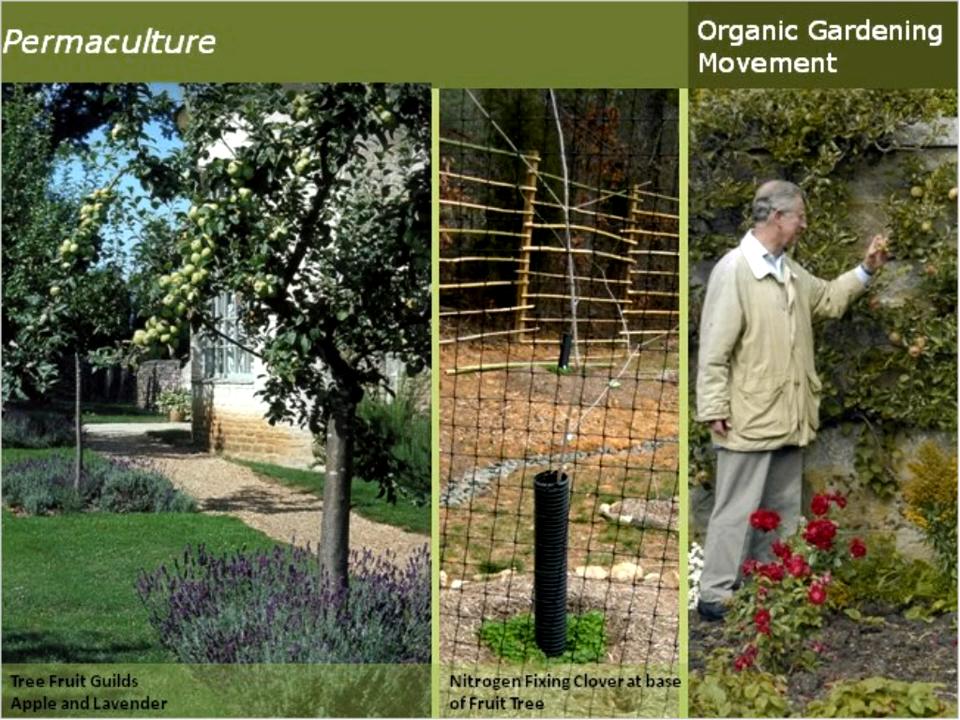 Permaculture
Organic Gardening
Movement
Tree Fruit Guilds
Apple and Lavender
Nitrogen Fixing Clover at base
of Fruit Tree